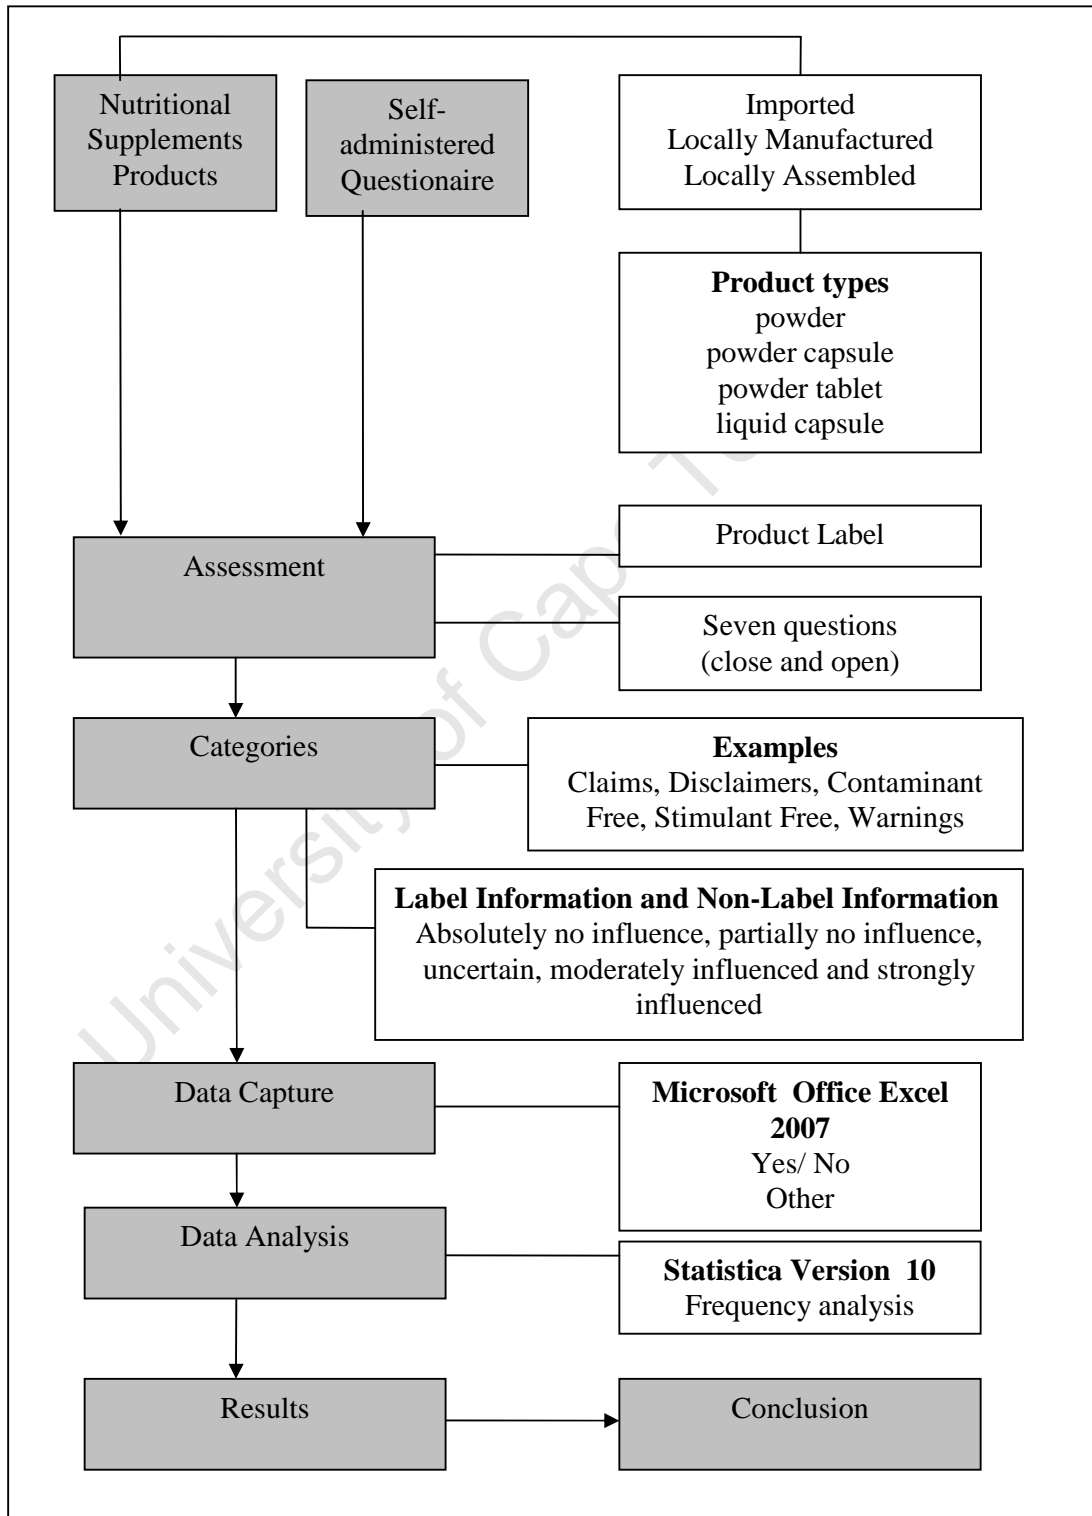 Nutritional
Supplements
Products
Self-
administered
Questionaire
Imported
Locally Manufactured
Locally Assembled
Product types
powder
powder capsule
powder tablet
liquid capsule
Assessment
Product Label
Seven questions
(close and open)
Categories
Examples
Claims, Disclaimers, Contaminant
Free, Stimulant Free, Warnings
Label Information and Non-Label Information
Absolutely no influence, partially no influence,
uncertain, moderately influenced and strongly
influenced
Data Capture
Microsoft Office Excel
2007
Yes/ No
Other
Data Analysis
Statistica Version 10
Frequency analysis
Results
Conclusion
University of Cape